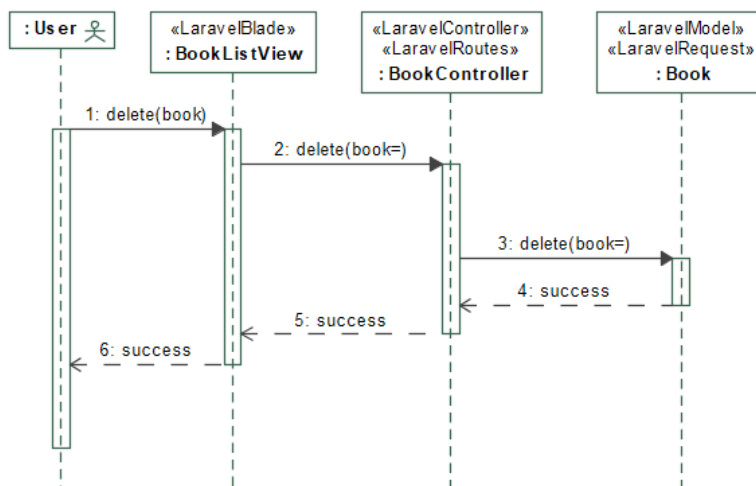 : User
«LaravelBlade»
: BookListView
«LaravelController»
«LaravelRoutes»
: BookController
«LaravelModel»
«LaravelRequest»
: Book
1: delete(book)
2: delete(book=)
3: delete(book=)
4: success
5: success
6: success